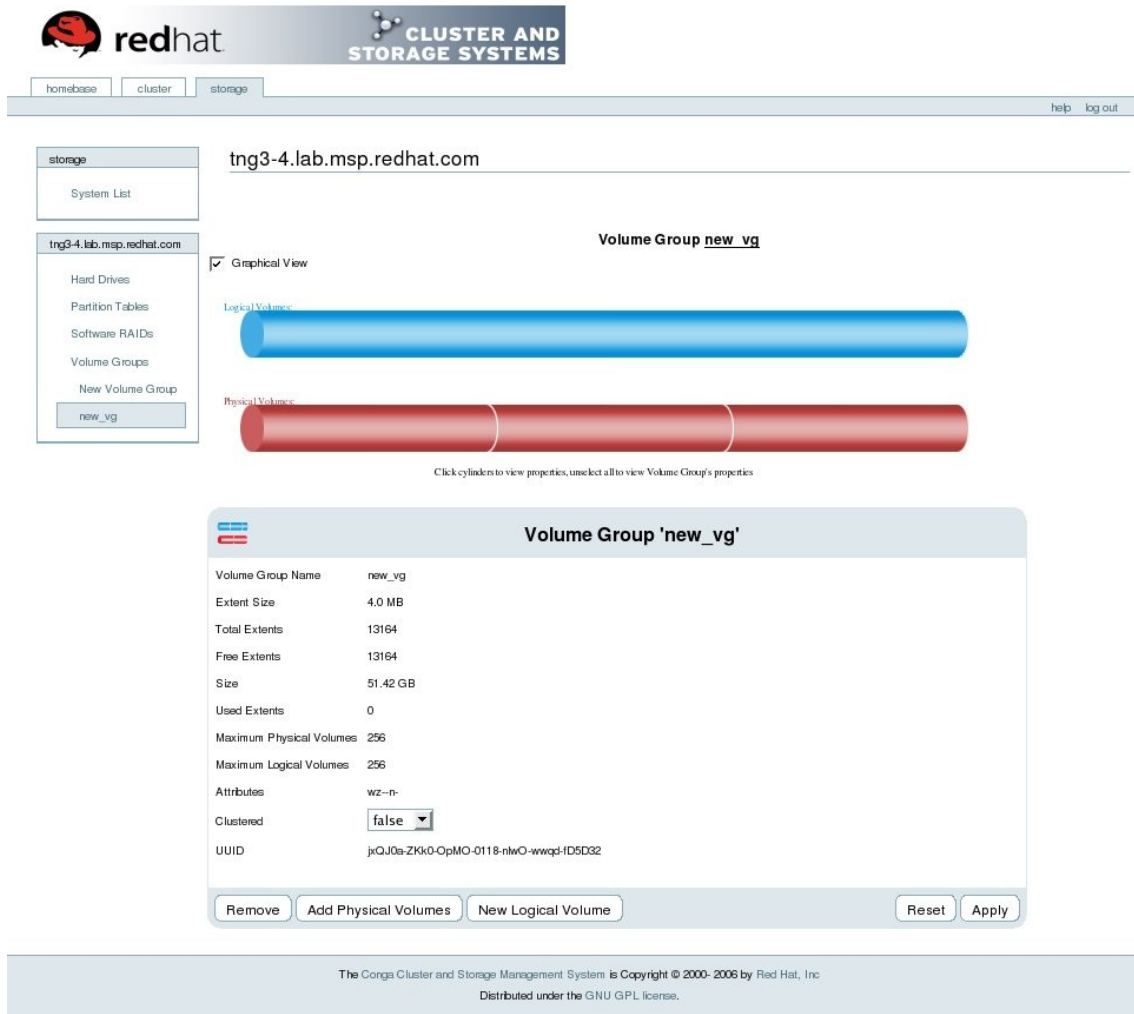 redhat.
CLUSTER AND
STORAGE SYSTEMS
homebase cluster storage
help log out
storage
System List
tng3-4.lab.msp.redhat.com
Hard Drives
Partition Tables
Software RAIDs
Volume Groups
New Volume Group
new_vg
tng3-4.lab.msp.redhat.com
Volume Group new_vg
Graphical View
Logical Volumes:
Physical Volumes:
Click cylinders to view properties, unselect all to view Volume Group's properties
Volume Group 'new_vg'
Volume Group Name new_vg
Extent Size 4.0 MB
Total Extents 13164
Free Extents 13164
Size 51.42 GB
Used Extents 0
Maximum Physical Volumes 256
Maximum Logical Volumes 256
Attributes wz--n-
Clustered false
UUID jxQJ0a-ZKk0-OpMO-0118-nlwO-wwqd-fD5D32
Remove Add Physical Volumes New Logical Volume Reset Apply
The Conga Cluster and Storage Management System is Copyright © 2000- 2006 by Red Hat, Inc
Distributed under the GNU GPL license.